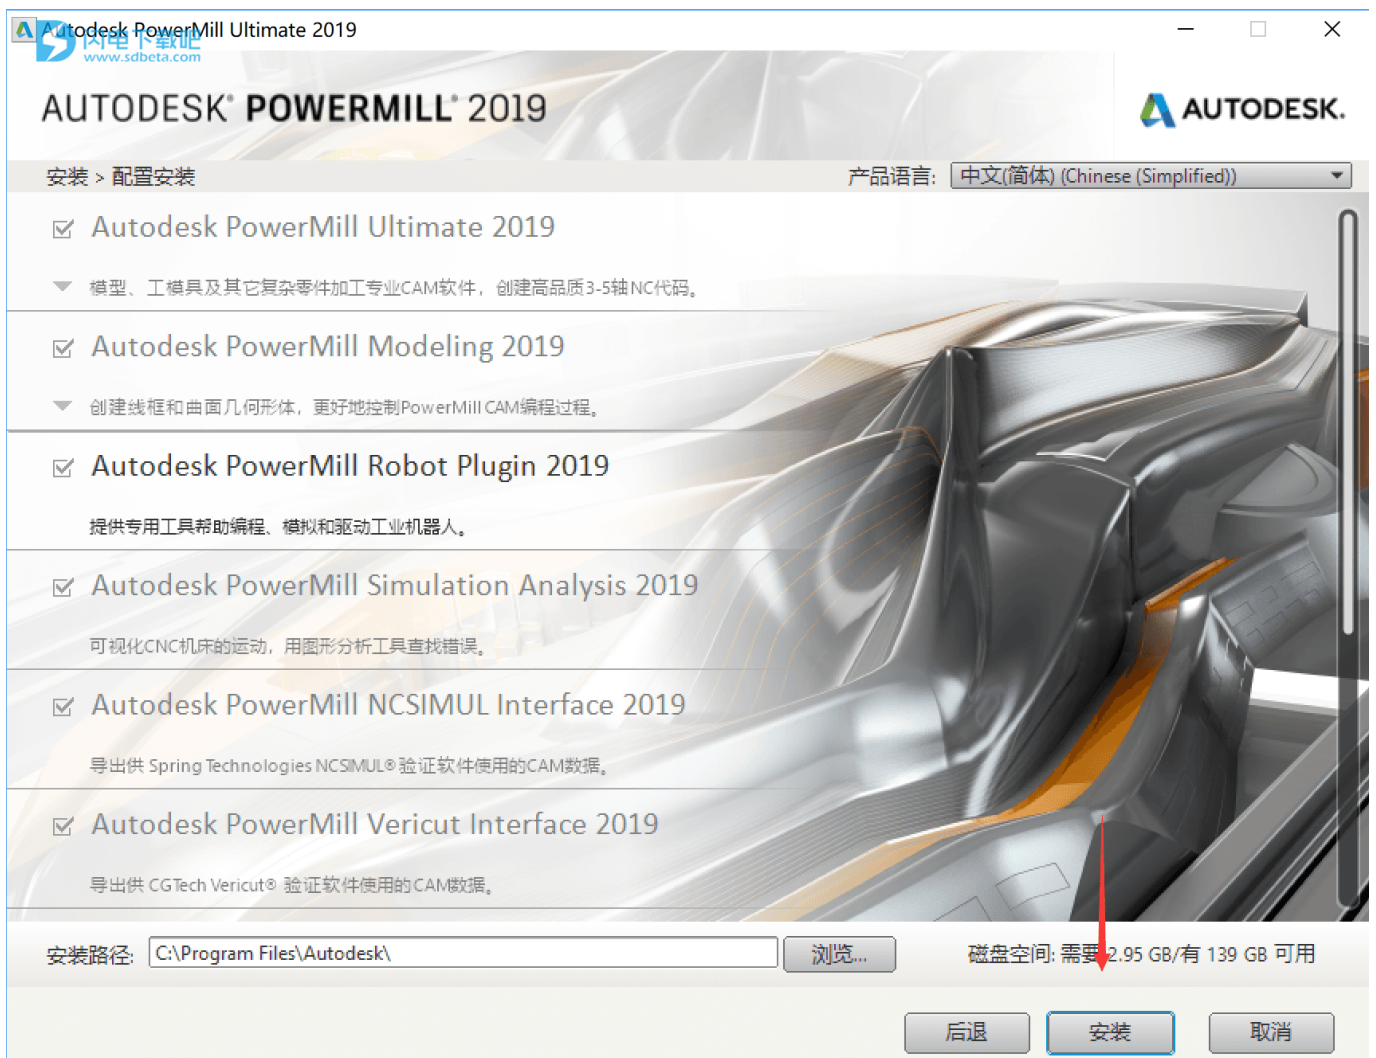 Autodesk PowerMill Ultimate 2019
闪电下载吧
www.sdbeta.com
AUTODESK® POWERMILL® 2019
AUTODESK.
安装 > 配置安装
产品语言: 中文(简体) (Chinese (Simplified))
Autodesk PowerMill Ultimate 2019
模型、工模具及其它复杂零件加工专业CAM软件，创建高品质3-5轴NC代码。
Autodesk PowerMill Modeling 2019
创建线框和曲面几何形体，更好地控制PowerMill CAM编程过程。
Autodesk PowerMill Robot Plugin 2019
提供专用工具帮助编程、模拟和驱动工业机器人。
Autodesk PowerMill Simulation Analysis 2019
可视化CNC机床的运动，用图形分析工具查找错误。
Autodesk PowerMill NCSIMUL Interface 2019
导出供 Spring Technologies NCSIMUL® 验证软件使用的CAM数据。
Autodesk PowerMill Vericut Interface 2019
导出供 CGTech Vericut® 验证软件使用的CAM数据。
安装路径: C:\Program Files\Autodesk\ 浏览... 磁盘空间: 需要 2.95 GB/有 139 GB 可用
后退 安装 取消